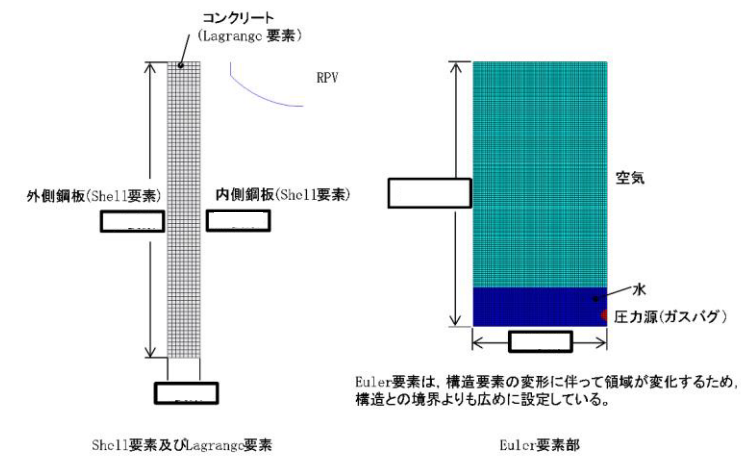 コンクリート
(Lagrange 要素)
RPV
外側鋼板(Shell要素)
内側鋼板(Shell要素)
空気
水
圧力源(ガスバグ)
Euler要素は, 構造要素の変形に伴って領域が変化するため,
構造との境界よりも広めに設定している。
Shell要素及びLagrange要素
Euler要素部